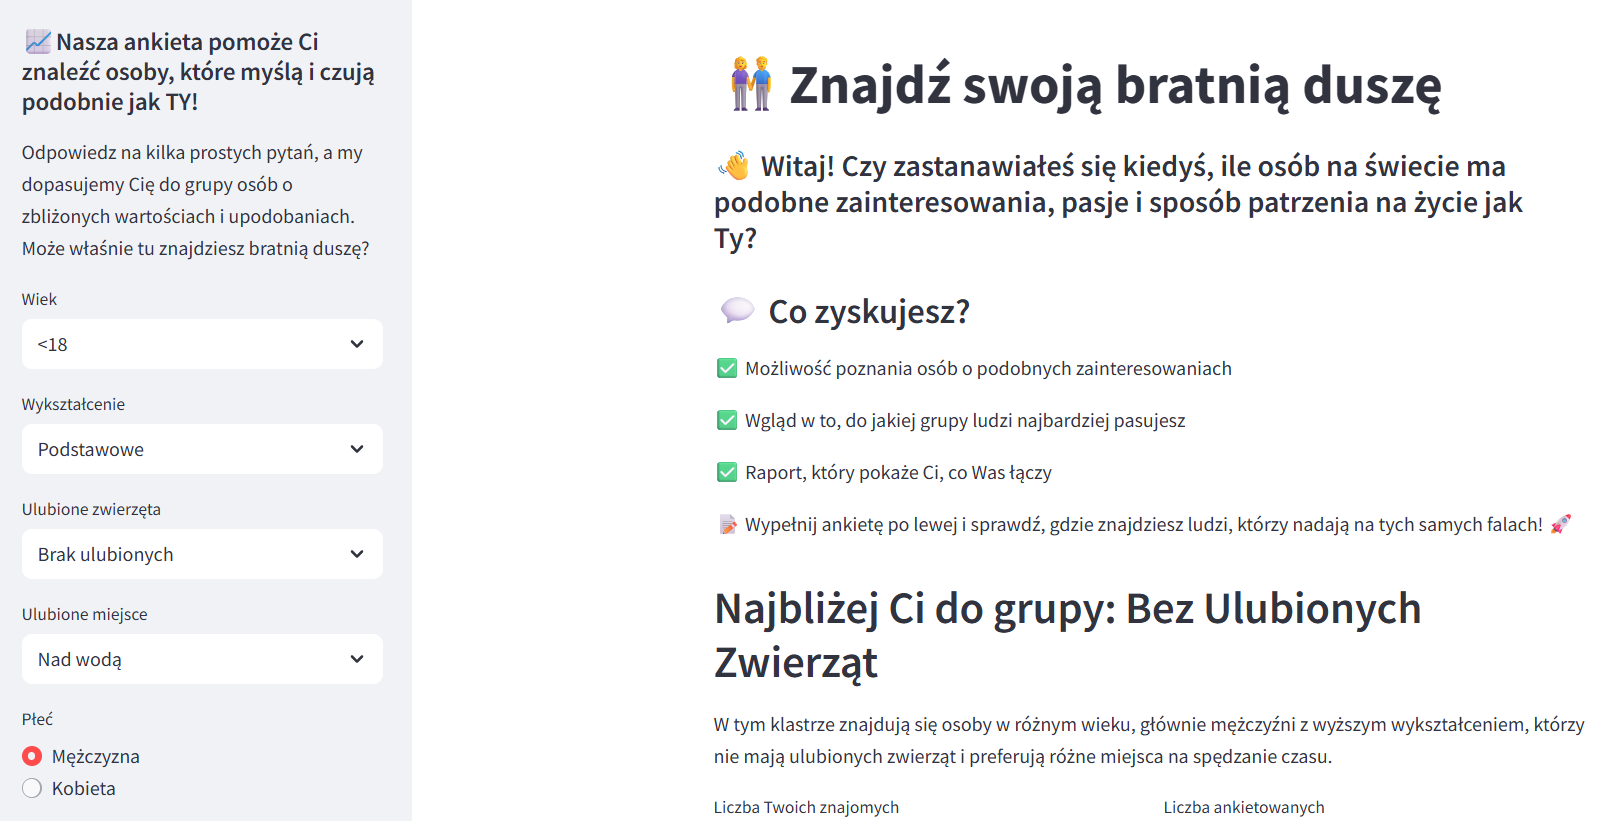 📈 Nasza ankieta pomoże Ci
znaleźć osoby, które myślą i czują
podobnie jak TY!
Odpowiedz na kilka prostych pytań, a my
dopasujemy Cię do grupy osób o
zbliżonych wartościach i upodobaniach.
Może właśnie tu znajdziesz bratnią duszę?
Wiek
<18
Wykształcenie
Podstawowe
Ulubione zwierzęta
Brak ulubionych
Ulubione miejsce
Nad wodą
Płeć
Mężczyzna
Kobieta
👫 Znajdź swoją bratnią duszę
👋 Witaj! Czy zastanawiałeś się kiedyś, ile osób na świecie ma
podobne zainteresowania, pasje i sposób patrzenia na życie jak
Ty?
💬 Co zyskujesz?
✅ Możliwość poznania osób o podobnych zainteresowaniach
✅ Wgląd w to, do jakiej grupy ludzi najbardziej pasujesz
✅ Raport, który pokaże Ci, co Was łączy
📝 Wypełnij ankietę po lewej i sprawdź, gdzie znajdziesz ludzi, którzy nadają na tych samych falach! 🚀
Najbliżej Ci do grupy: Bez Ulubionych
Zwierząt
W tym klastrze znajdują się osoby w różnym wieku, głównie mężczyźni z wyższym wykształceniem, którzy
nie mają ulubionych zwierząt i preferują różne miejsca na spędzanie czasu.
Liczba Twoich znajomych
Liczba ankietowanych